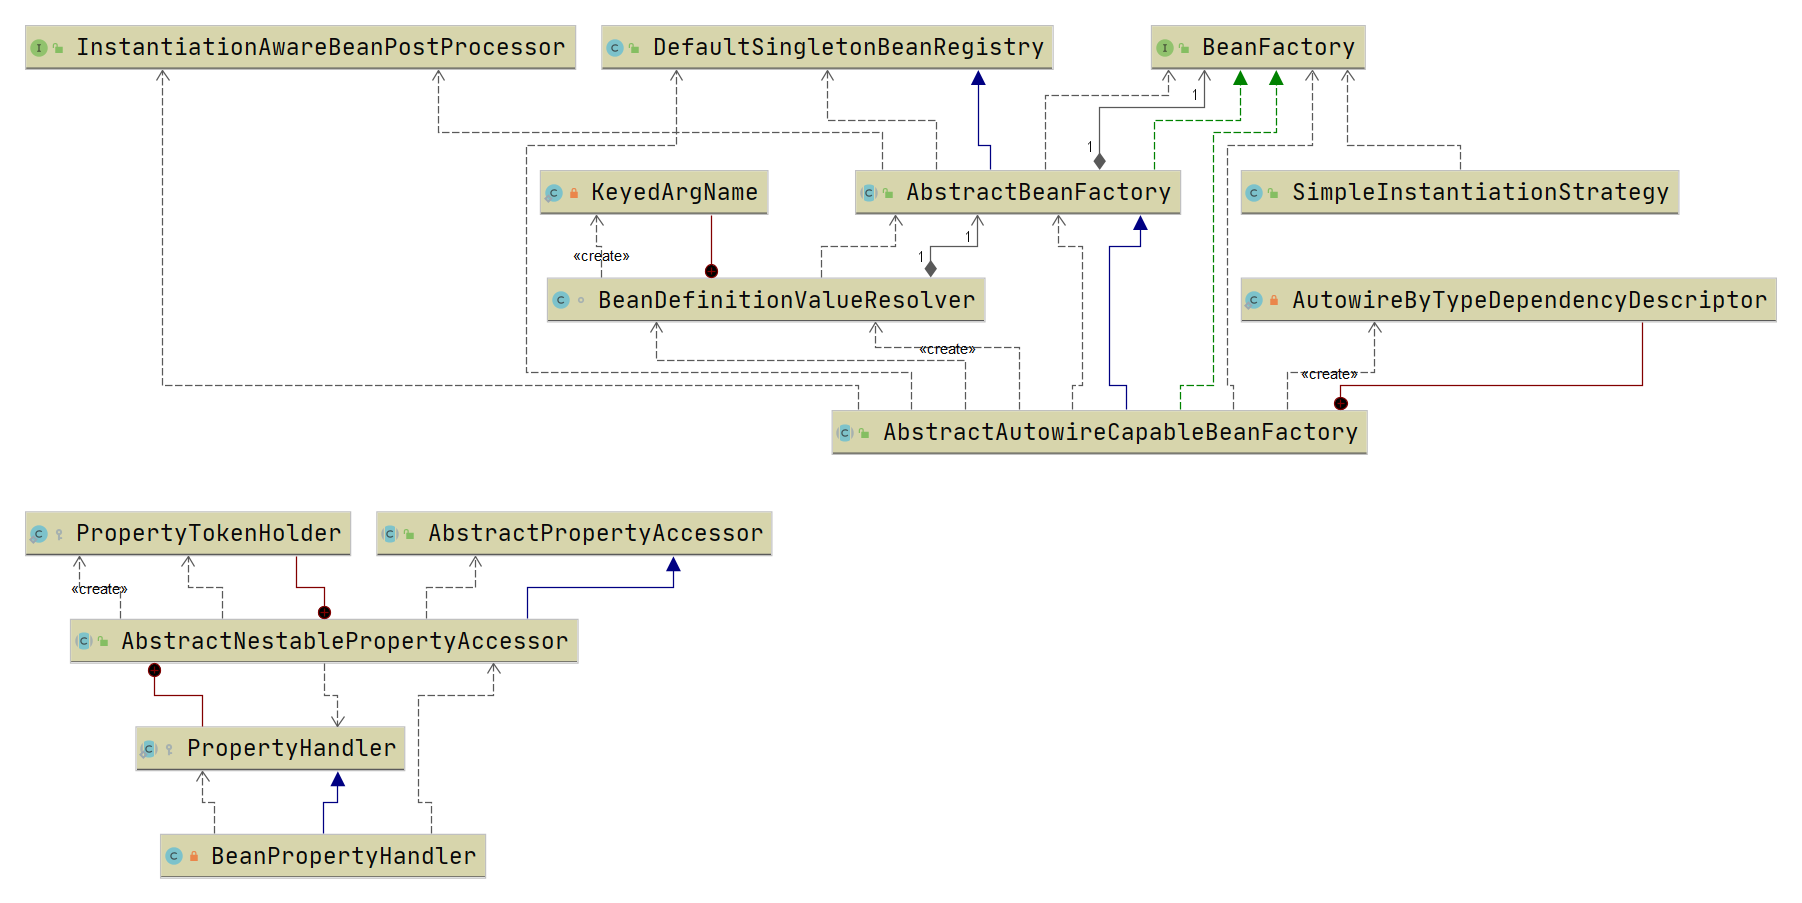 InstantiationAwareBeanPostProcessor
DefaultSingletonBeanRegistry
BeanFactory
1
1
KeyedArgName
AbstractBeanFactory
SimpleInstantiationStrategy
1
«create»
1
BeanDefinitionValueResolver
AutowireByTypeDependencyDescriptor
«create»
«create»
AbstractAutowireCapableBeanFactory
PropertyTokenHolder
AbstractPropertyAccessor
«create»
AbstractNestablePropertyAccessor
PropertyHandler
BeanPropertyHandler